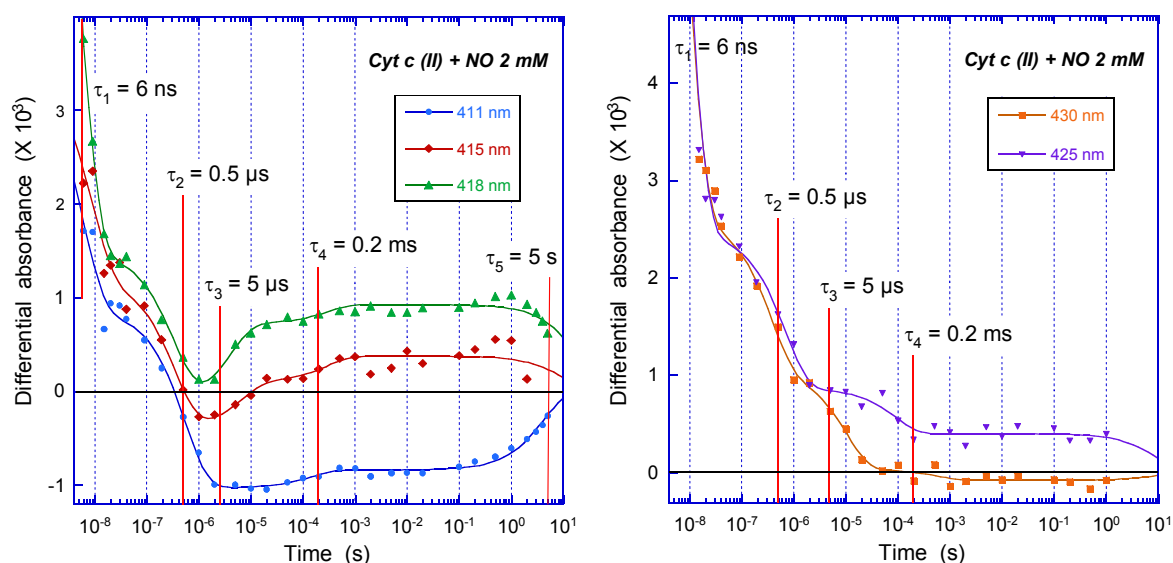 Cyt c (II) + NO 2 mM
τ1 = 6 ns
411 nm
415 nm
418 nm
τ2 = 0.5 µs
τ4 = 0.2 ms
τ5 = 5 s
τ3 = 5 µs
Differential absorbance (X 10³)
3
2
1
0
-1
10⁻⁸ 10⁻⁷ 10⁻⁶ 10⁻⁵ 10⁻⁴ 10⁻³ 10⁻² 10⁻¹ 10⁰ 10¹
Time (s)
τ1 = 6 ns
Cyt c (II) + NO 2 mM
430 nm
425 nm
τ2 = 0.5 µs
τ3 = 5 µs
τ4 = 0.2 ms
Differential absorbance (X 10³)
4
3
2
1
0
10⁻⁸ 10⁻⁷ 10⁻⁶ 10⁻⁵ 10⁻⁴ 10⁻³ 10⁻² 10⁻¹ 10⁰ 10¹
Time (s)